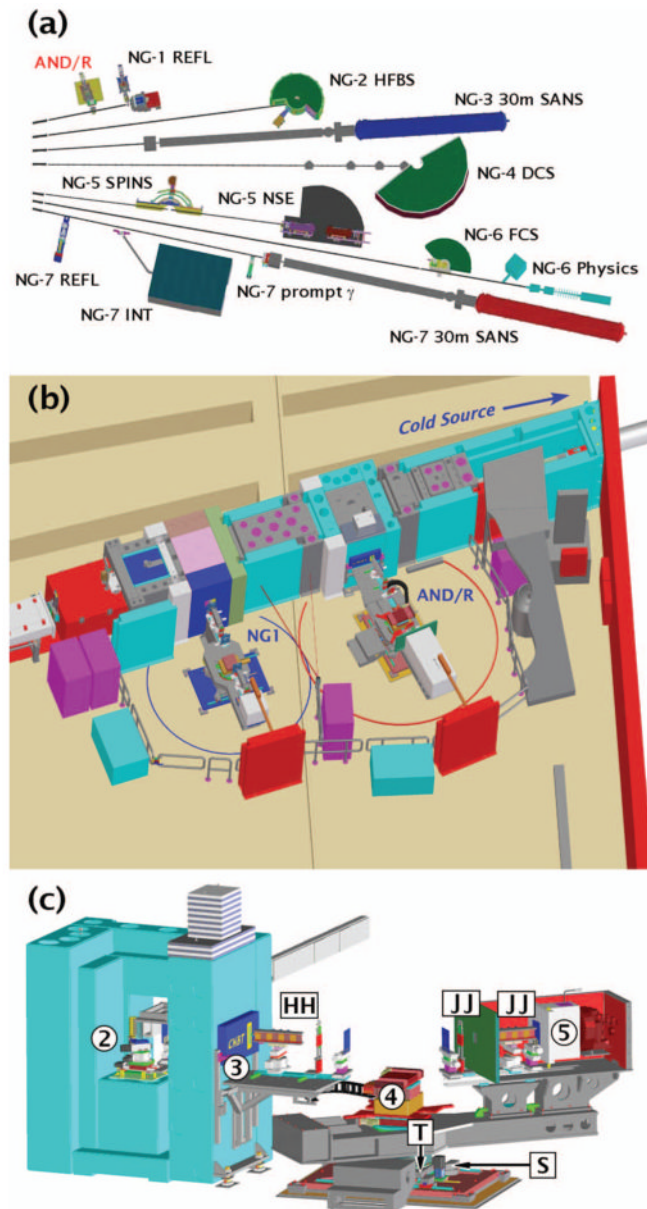 (a)
AND/R
NG-1 REFL
NG-2 HFBS
NG-3 30m SANS
NG-4 DCS
NG-5 SPINS
NG-5 NSE
NG-6 FCS
NG-6 Physics
NG-7 REFL
NG-7 INT
NG-7 prompt γ
NG-7 30m SANS
(b)
Cold Source
AND/R
NG1
(c)
HH
JJ
JJ
2
5
CHAT
3
4
T
S